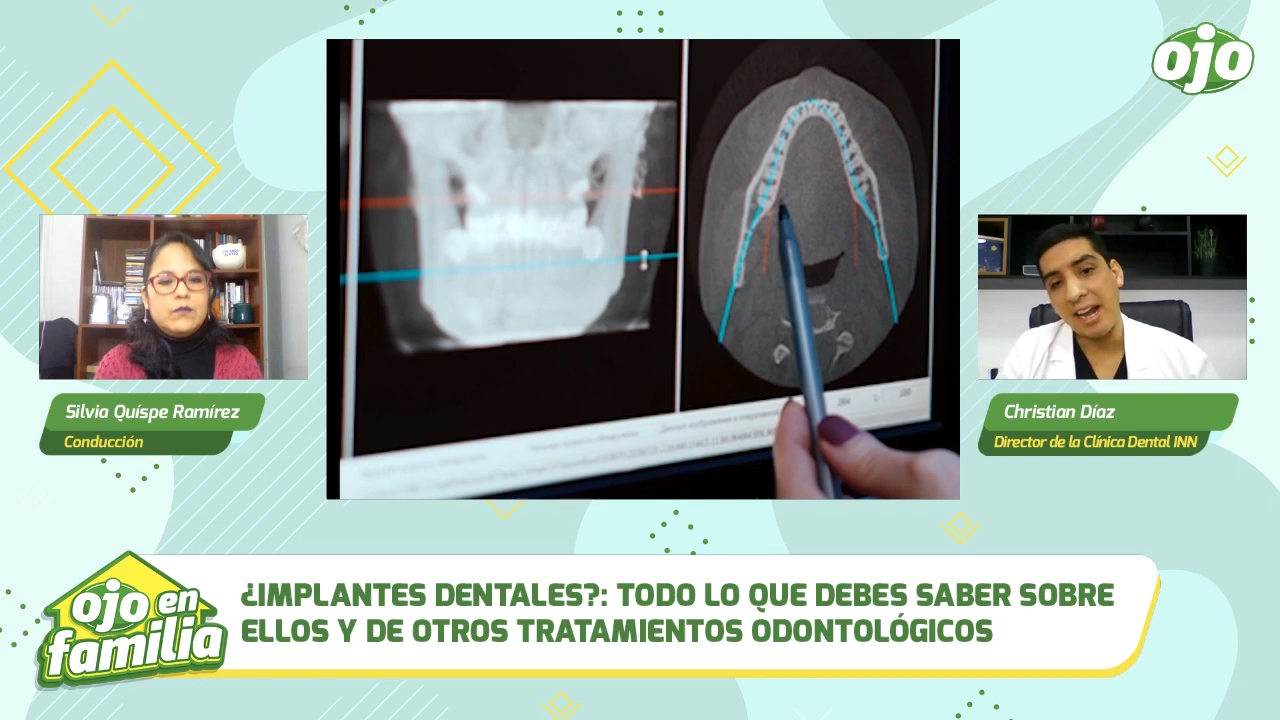 ojo
Silvia Quíspe Ramírez
Conducción
Christian Díaz
Director de la Clínica Dental INN
ojo en
familia
¿IMPLANTES DENTALES?: TODO LO QUE DEBES SABER SOBRE
ELLOS Y DE OTROS TRATAMIENTOS ODONTOLÓGICOS